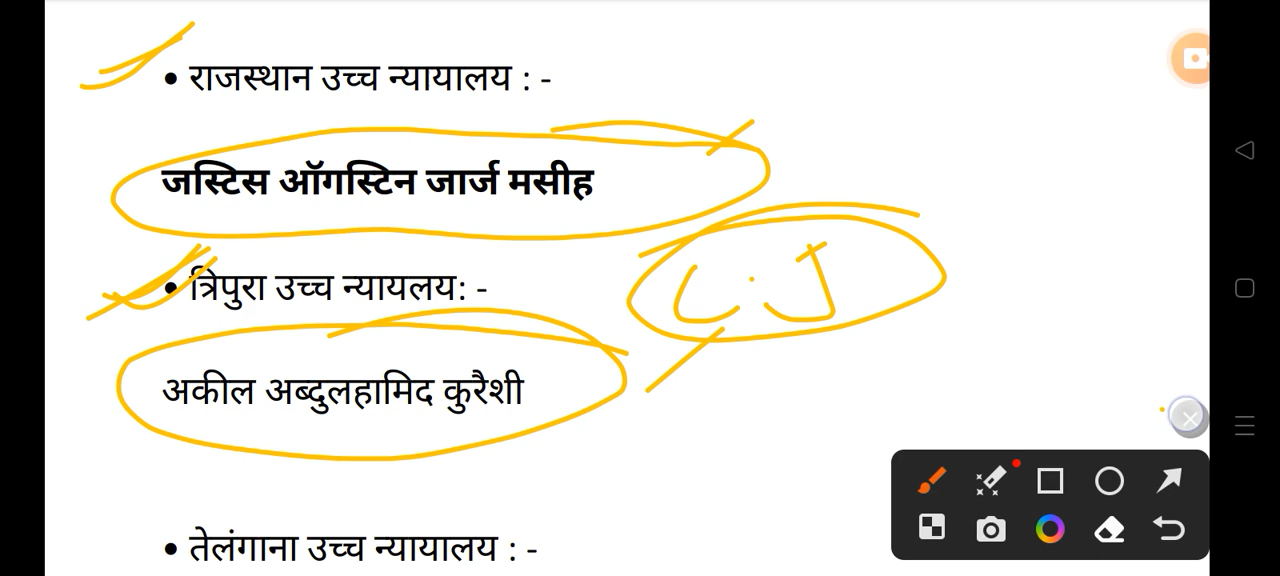 • राजस्थान उच्च न्यायालय : -
जस्टिस ऑगस्टिन जार्ज मसीह
• त्रिपुरा उच्च न्यायलय: -
C.J
अकील अब्दुलहामिद कुरैशी
• तेलंगाना उच्च न्यायालय : -